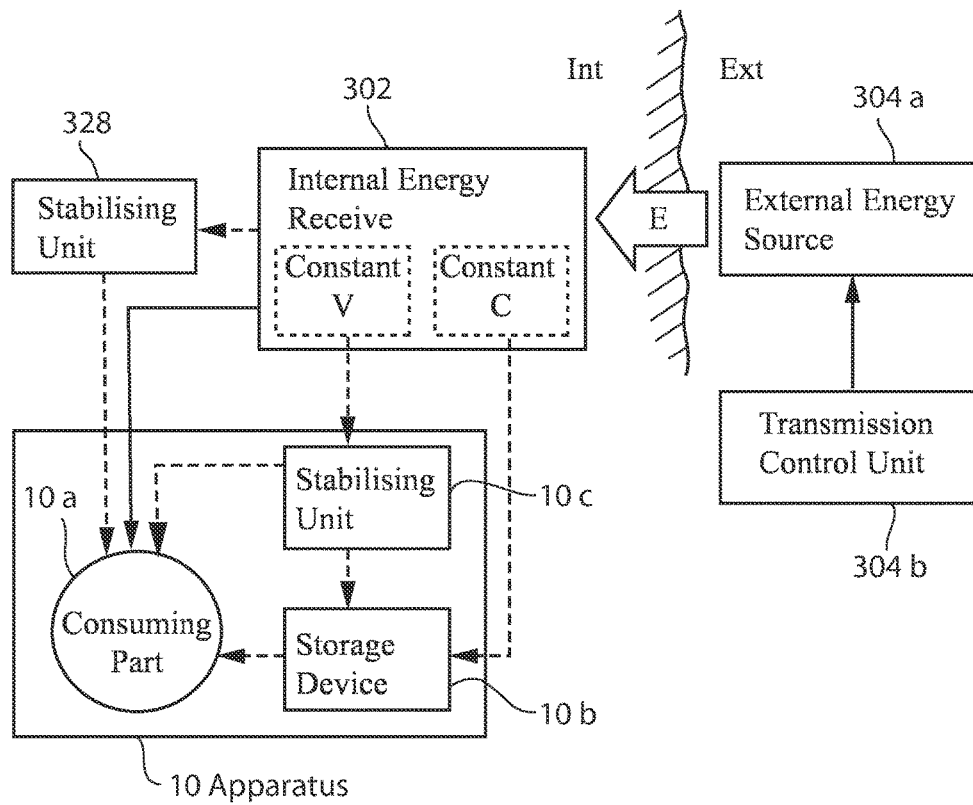 Int
Ext
302
304 a
328
Internal Energy
Receive
Stabilising
Unit
E
External Energy
Source
Constant
V
Constant
C
Transmission
Control Unit
10 a
Stabilising
Unit
10 c
304 b
Consuming
Part
Storage
Device
10 b
10 Apparatus